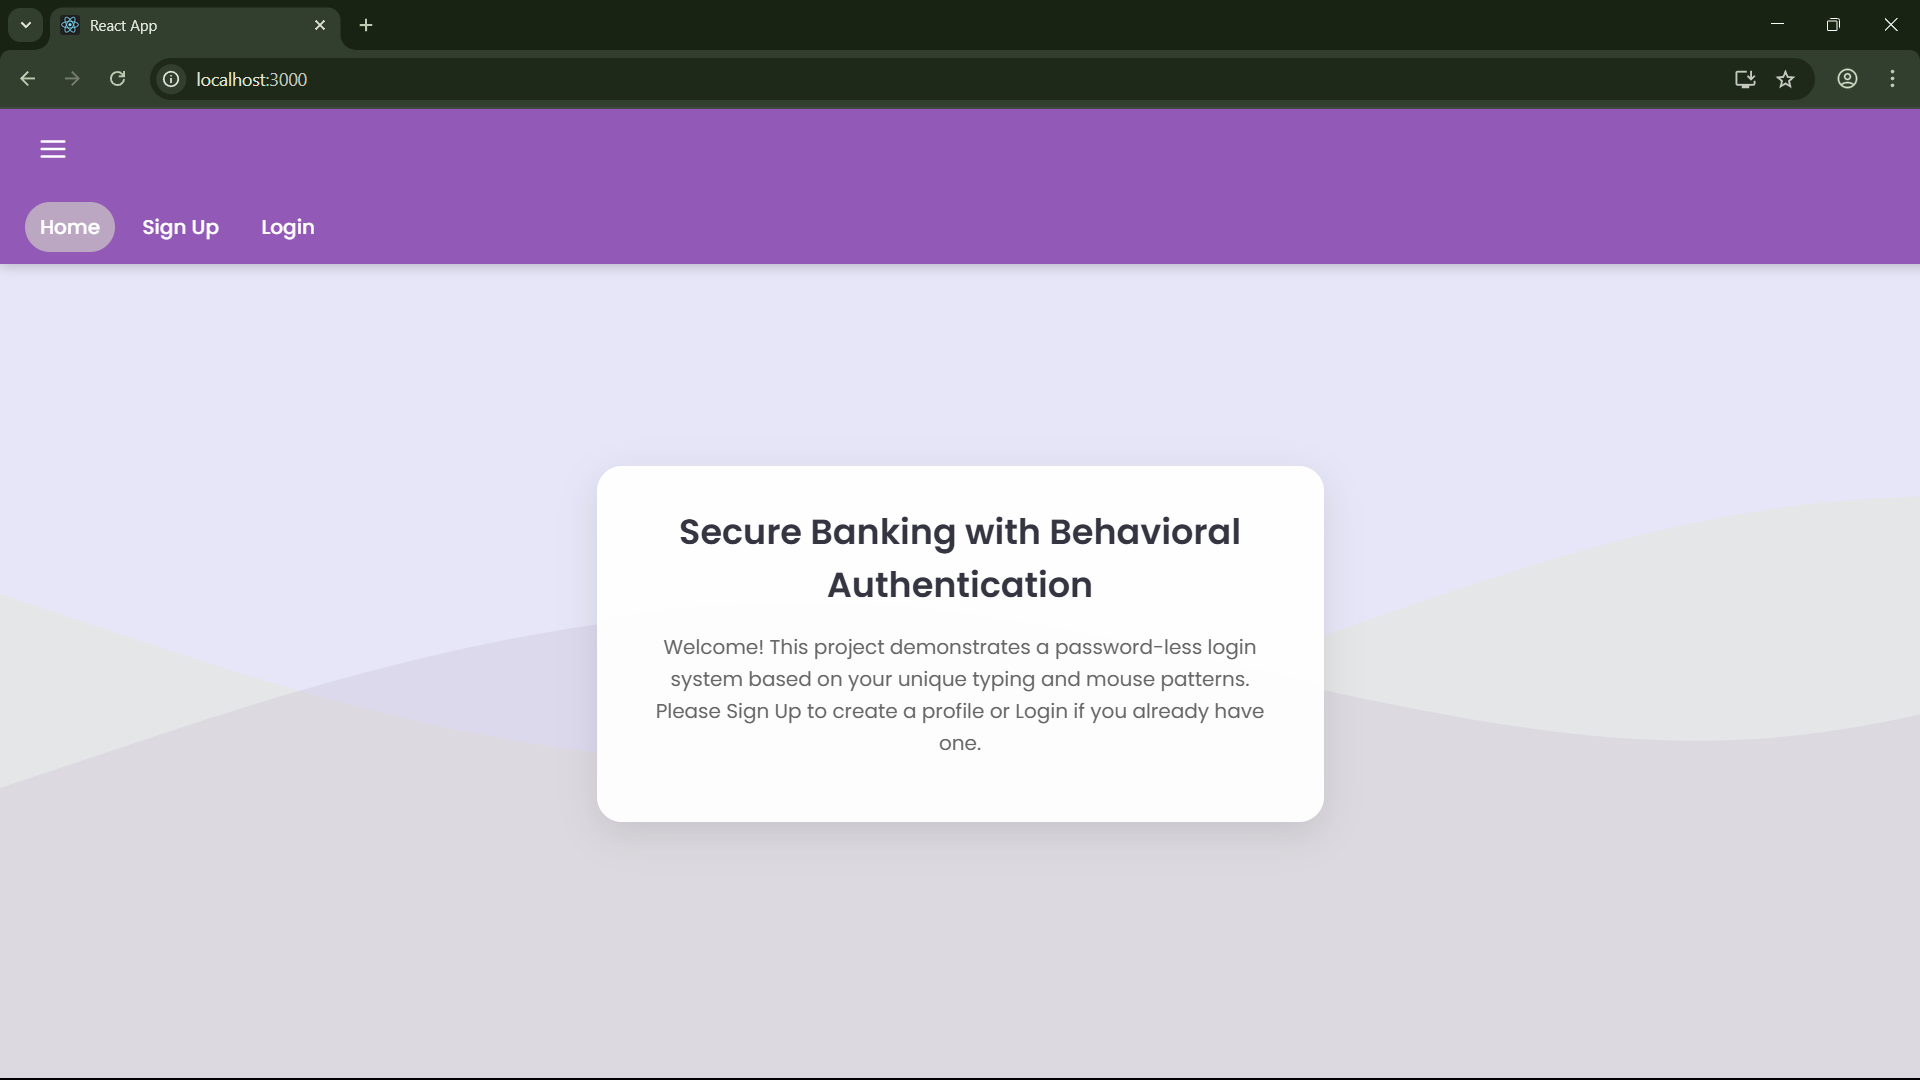 React App
localhost:3000
Home Sign Up Login
Secure Banking with Behavioral
Authentication
Welcome! This project demonstrates a password-less login
system based on your unique typing and mouse patterns.
Please Sign Up to create a profile or Login if you already have
one.